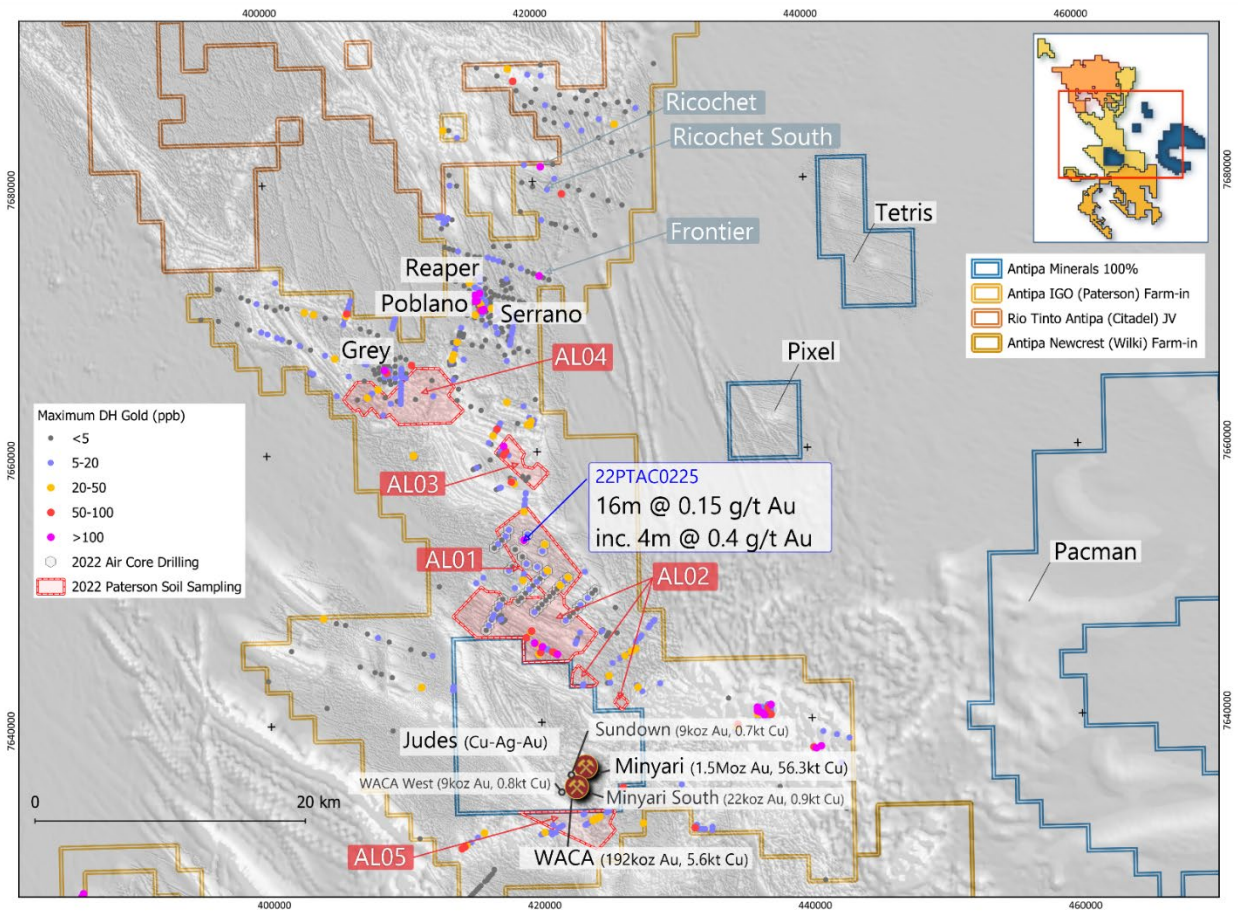 400000
420000
440000
460000
7680000
7680000
7660000
7660000
7640000
7640000
Ricochet
Ricochet South
Tetris
Frontier
Reaper
Poblano
Serrano
Grey
AL04
Pixel
Antipa Minerals 100%
Antipa IGO (Paterson) Farm-in
Rio Tinto Antipa (Citadel) JV
Antipa Newcrest (Wilki) Farm-in
Maximum DH Gold (ppb)
<5
5-20
20-50
50-100
>100
2022 Air Core Drilling
2022 Paterson Soil Sampling
AL03
22PTAC0225
16m @ 0.15 g/t Au
inc. 4m @ 0.4 g/t Au
AL01
AL02
Pacman
Judes (Cu-Ag-Au)
Sundown (9koz Au, 0.7kt Cu)
Minyari (1.5Moz Au, 56.3kt Cu)
WACA West (9koz Au, 0.8kt Cu)
Minyari South (22koz Au, 0.9kt Cu)
0
20 km
AL05
WACA (192koz Au, 5.6kt Cu)
400000
420000
440000
460000